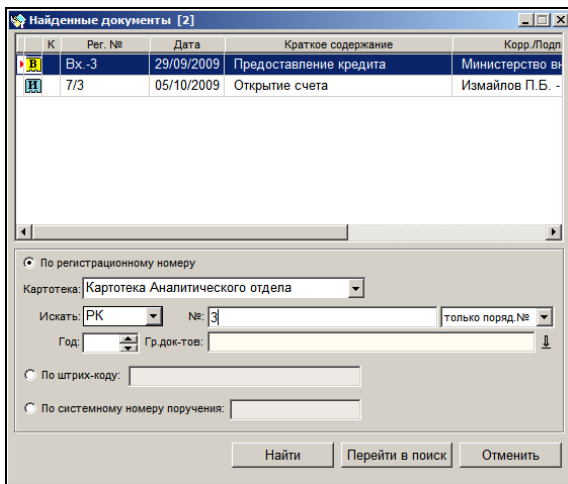 Найденные документы [2]
К Рег. № Дата Краткое содержание Корр./Подп
В Вх.-3 29/09/2009 Предоставление кредита Министерство вн
И 7/3 05/10/2009 Открытие счета Измайлов П.Б. -
По регистрационному номеру
Картотека: Картотека Аналитического отдела
Искать: РК №: 3 только поряд.№
Год: Гр.док-тов:
По штрих-коду:
По системному номеру поручения:
Найти Перейти в поиск Отменить